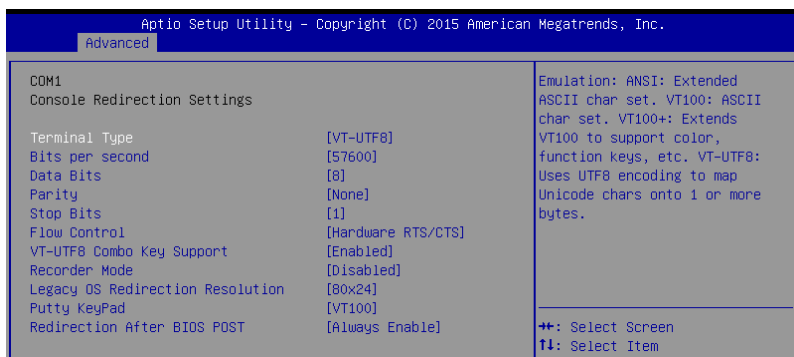 Aptio Setup Utility – Copyright (C) 2015 American Megatrends, Inc.
Advanced
COM1
Console Redirection Settings
Terminal Type [VT-UTF8]
Bits per second [57600]
Data Bits [8]
Parity [None]
Stop Bits [1]
Flow Control [Hardware RTS/CTS]
VT-UTF8 Combo Key Support [Enabled]
Recorder Mode [Disabled]
Legacy OS Redirection Resolution [80x24]
Putty KeyPad [VT100]
Redirection After BIOS POST [Always Enable]
Emulation: ANSI: Extended
ASCII char set. VT100: ASCII
char set. VT100+: Extends
VT100 to support color,
function keys, etc. VT-UTF8:
Uses UTF8 encoding to map
Unicode chars onto 1 or more
bytes.
→←: Select Screen
↑↓: Select Item